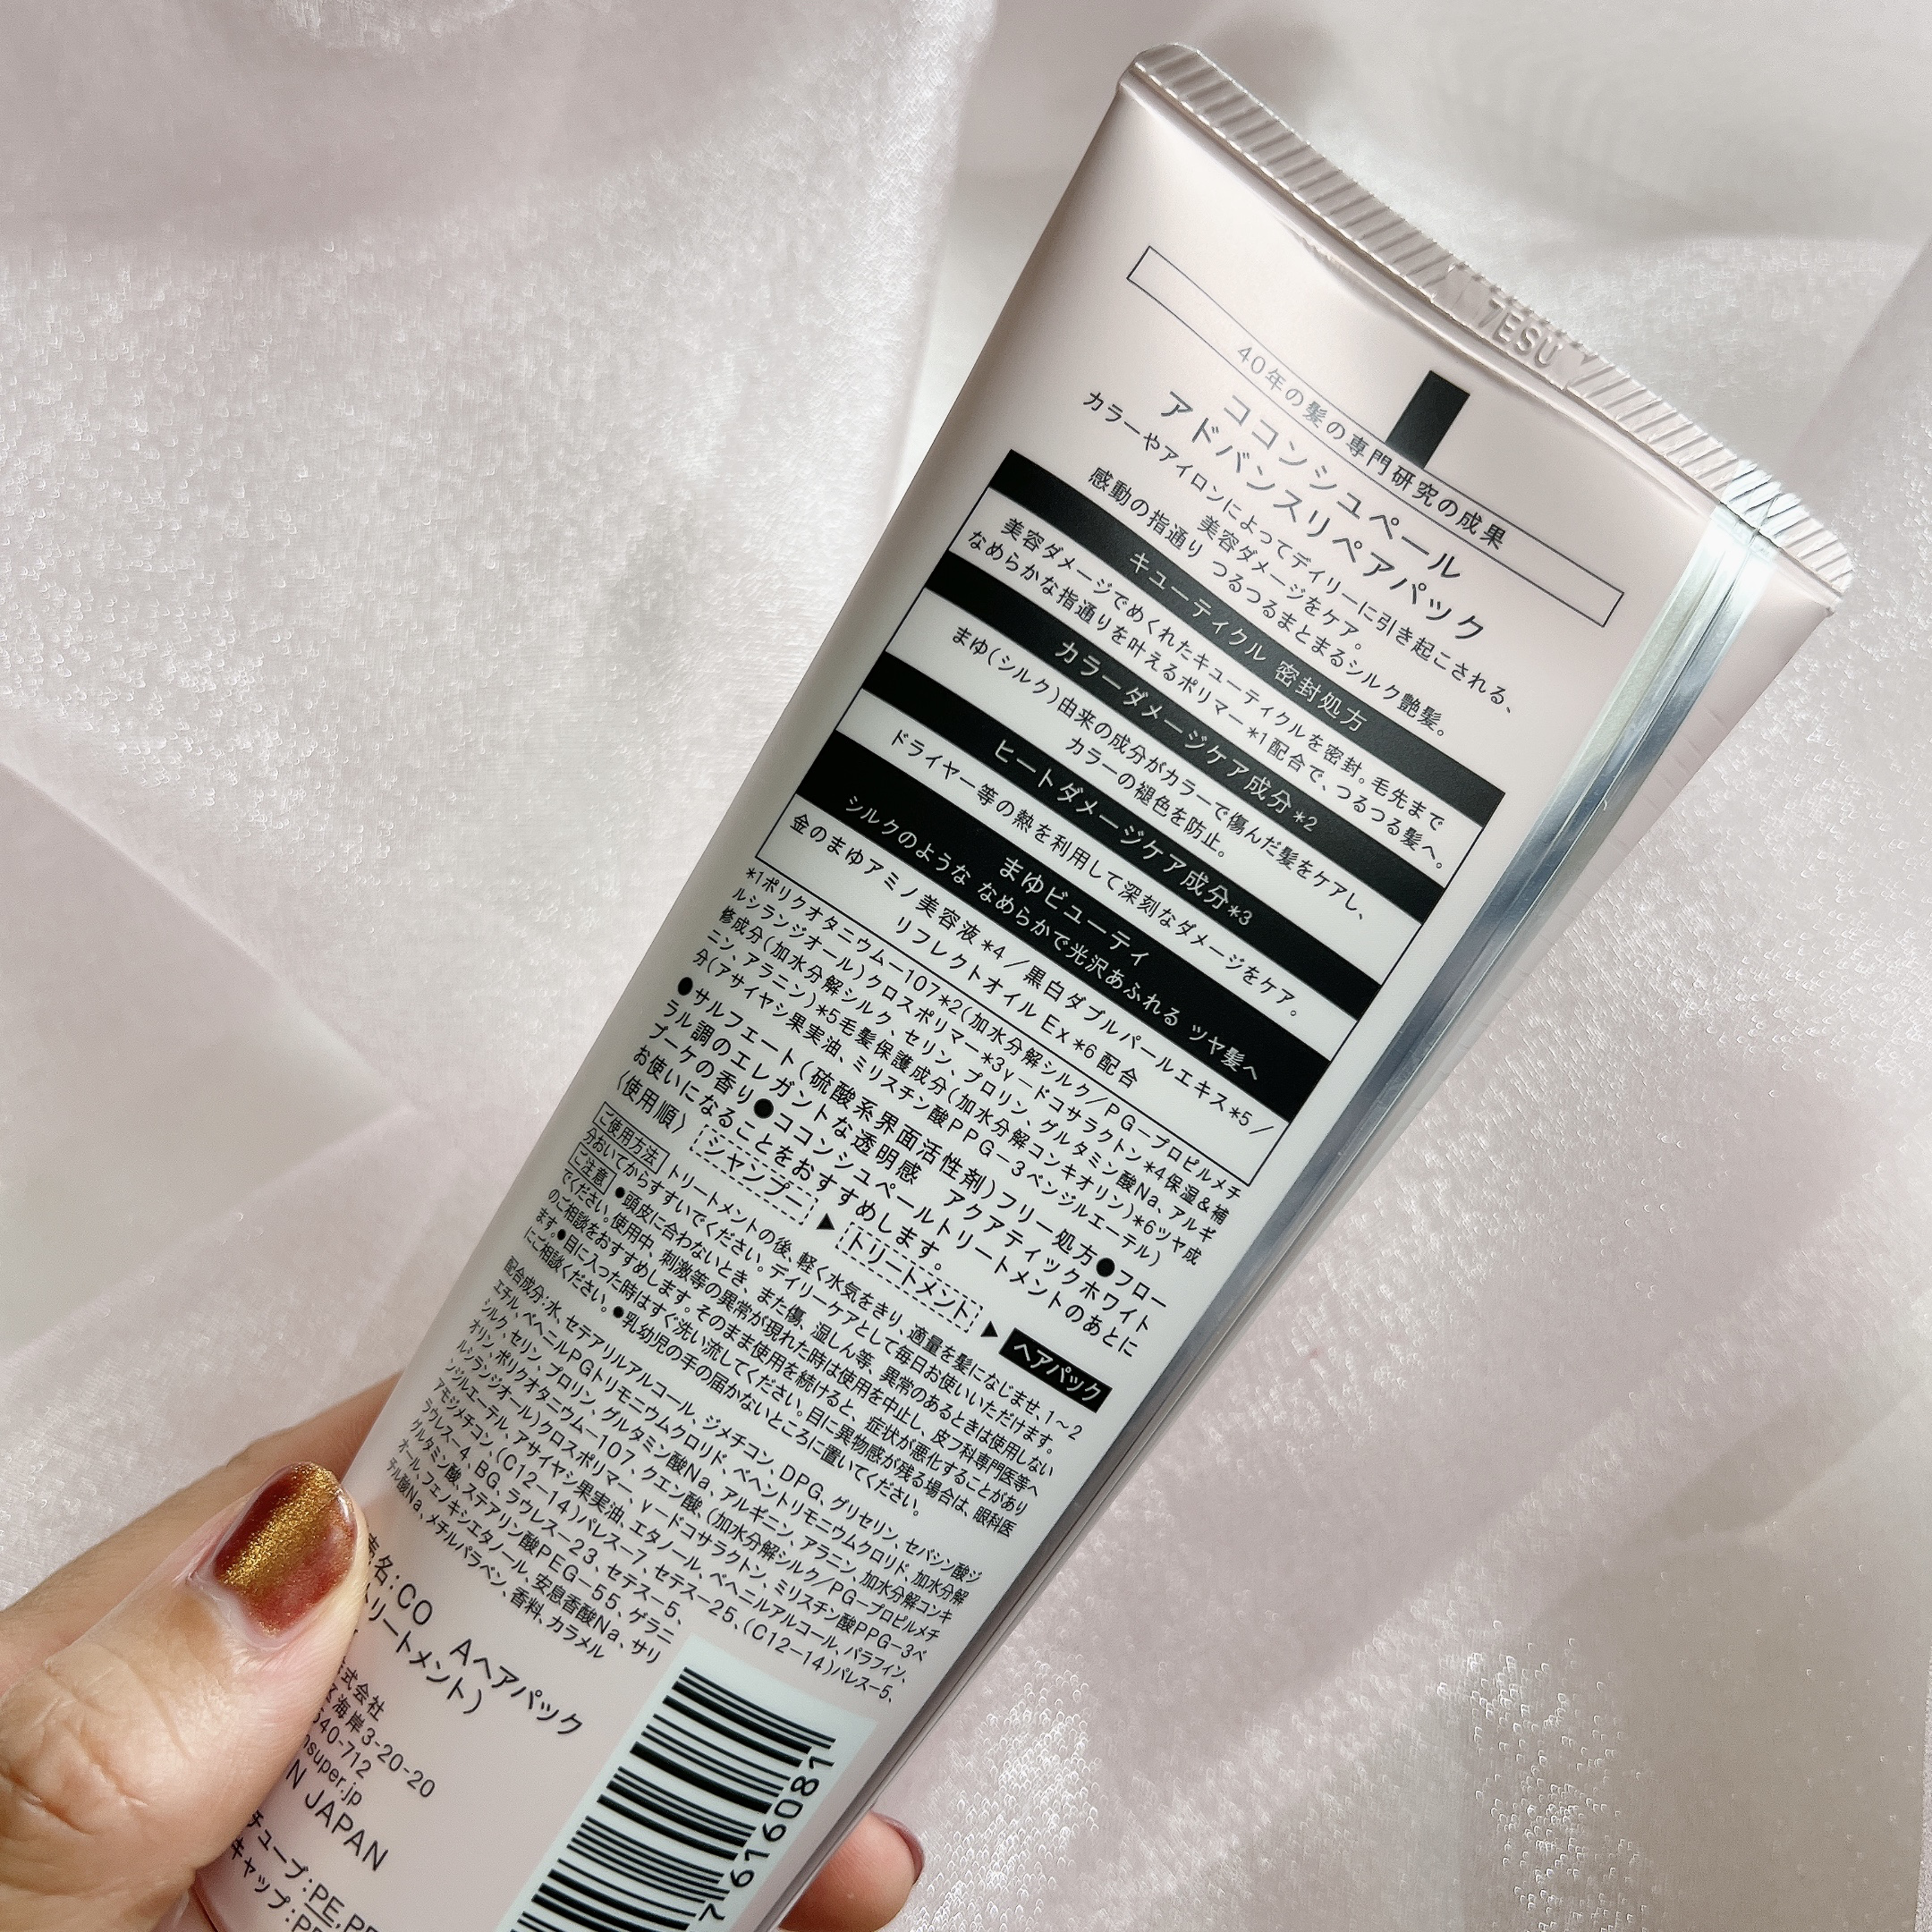 7ESU
40年の髪の専門研究の成果
ココンシュペール
アドバンスリペアパック
カラーやアイロンによってデイリーに引き起こされる、
美容ダメージをケア。
感動の指通り つるつるまとまるシルク艶髪。
キューティクル 密封処方
美容ダメージでめくれたキューティクルを密封。毛先まで
なめらかな指通りを叶えるポリマー*1配合で、つるつる髪へ。
カラーダメージケア成分*2
まゆ(シルク)由来の成分がカラーで傷んだ髪をケアし、
カラーの褪色を防止。
ヒートダメージケア成分*3
ドライヤー等の熱を利用して深刻なダメージをケア。
まゆビューティ
シルクのような なめらかで光沢あふれる ツヤ髪へ
金のまゆアミノ美容液*4／黒白ダブルパールエキス*5／
リフレクトオイル Ex*6 配合
*1ポリクオタニウム-107*2(加水分解シルク/PG-プロピルメチ
ルシランジオール)クロスポリマー*3γ-ドコサラクトン*4保湿&補
修成分(加水分解シルク、セリン、プロリン、グルタミン酸Na、アルギ
ニン、アラニン)*5毛髪保護成分(加水分解コンキオリン)*6ツヤ成
分(アサイヤシ果実油、ミリスチン酸PPG-3ベンジルエーテル)
●サルフェート(硫酸系界面活性剤)フリー処方●フロー
ラル調のエレガントな透明感 アクアティックホワイト
ブーケの香り●ココンシュペールトリートメントのあとに
お使いになることをおすすめします。
〈使用順〉 シャンプー ▶ トリートメント ▶ ヘアパック
ご使用方法 トリートメントの後、軽く水気をきり、適量を髪になじませ、1～2
分おいてからすすいでください。デイリーケアとして毎日お使いいただけます。
ご注意 ●頭皮に合わないとき、また傷、湿しん等、異常のあるときは使用しない
でください。使用中、刺激等の異常が現れた時は使用を中止し、皮フ科専門医等へ
のご相談をおすすめします。そのまま使用を続けると、症状が悪化することがあり
ます。●目に入った時はすぐ洗い流してください。目に異物感が残る場合は、眼科医
にご相談ください。●乳幼児の手の届かないところに置いてください。
配合成分:水、セテアリルアルコール、ジメチコン、DPG、グリセリン、セバシン酸ジ
エチル、ベヘニルPGトリモニウムクロリド、ベヘントリモニウムクロリド、加水分解
シルク、セリン、プロリン、グルタミン酸Na、アルギニン、アラニン、加水分解コンキ
オリン、ポリクオタニウム-107、クエン酸、(加水分解シルク/PG-プロピルメチ
ルシランジオール)クロスポリマー、γ-ドコサラクトン、ミリスチン酸PPG-3ベ
ンジルエーテル、アサイヤシ果実油、エタノール、ベヘニルアルコール、パラフィン、
アモジメチコン、(C12-14)パレス-7、セテス-25、(C12-14)パレス-5、
ラウレス-4、BG、ラウレス-23、セテス-5、
グルタミン酸、ステアリン酸PEG-55、ゲラニ
オール、フェノキシエタノール、安息香酸Na、サリ
チル酸Na、メチルパラベン、香料、カラメル
名:CO Aヘアパック
リートメント)
式会社
海岸3-20-20
640-712
nsuper.jp
N JAPAN
チューブ:PE,P
キャップ:P
7 6 1 9 0 8 1